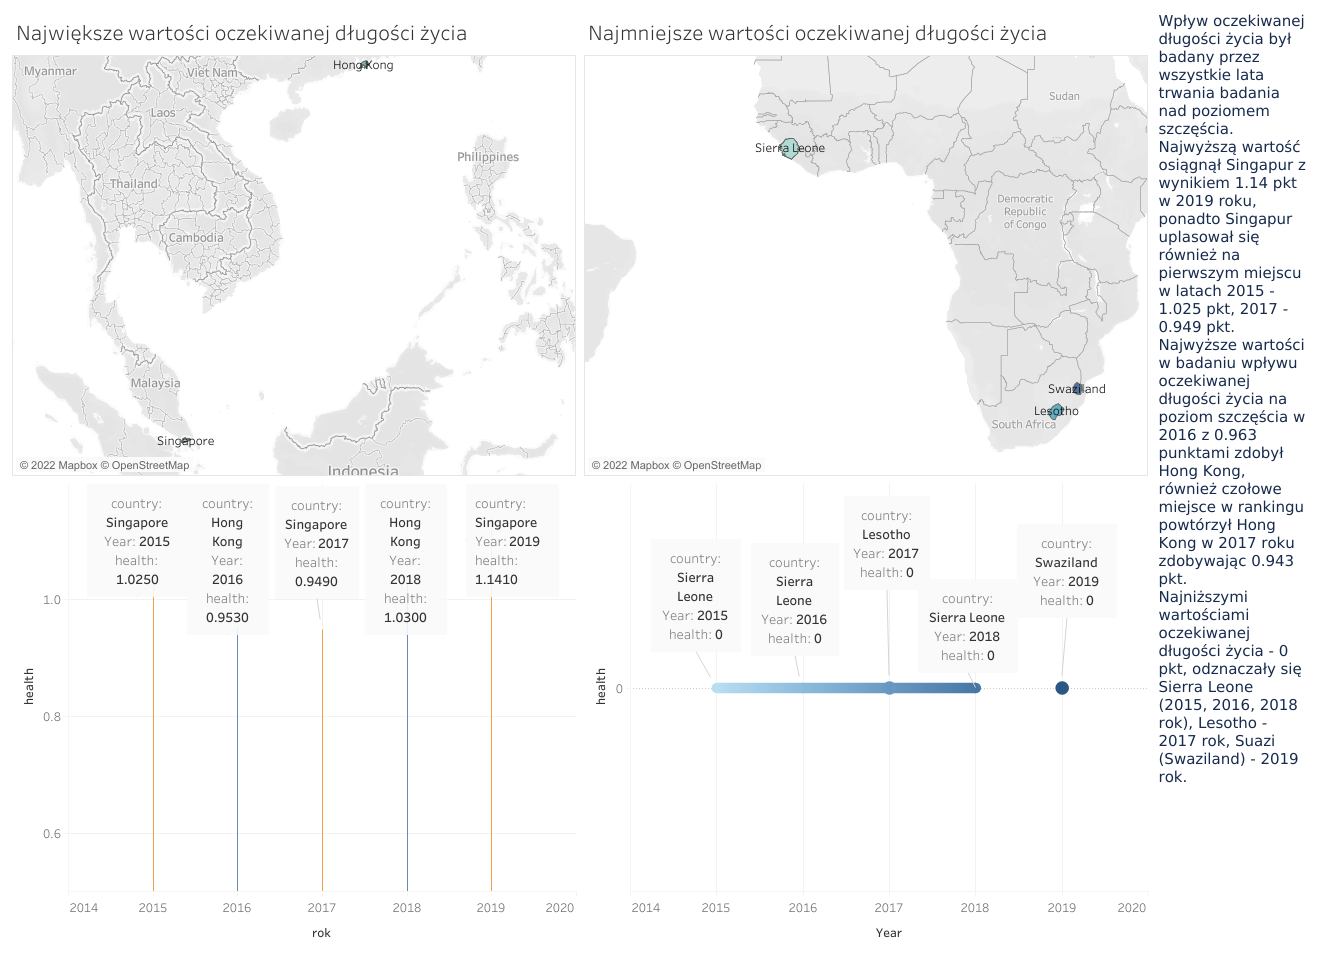 Największe wartości oczekiwanej długości życia
Myanmar
Viet Nam
Hong Kong
Laos
Philippines
Thailand
Cambodia
Malaysia
Singapore
Indonesia
© 2022 Mapbox © OpenStreetMap
Najmniejsze wartości oczekiwanej długości życia
Sudan
Sierra Leone
Democratic
Republic
of Congo
Swaziland
Lesotho
South Africa
© 2022 Mapbox © OpenStreetMap
country:
Singapore
Year: 2015
health:
1.0250
country:
Hong
Kong
Year:
2016
health:
0.9530
country:
Singapore
Year: 2017
health:
0.9490
country:
Hong
Kong
Year:
2018
health:
1.0300
country:
Singapore
Year: 2019
health:
1.1410
1.0
0.8
0.6
health
2014
2015
2016
2017
2018
2019
2020
rok
country:
Sierra
Leone
Year: 2015
health: 0
country:
Sierra
Leone
Year: 2016
health: 0
country:
Lesotho
Year: 2017
health: 0
country:
Sierra Leone
Year: 2018
health: 0
country:
Swaziland
Year: 2019
health: 0
0
health
2014
2015
2016
2017
2018
2019
2020
Year
Wpływ oczekiwanej
długości życia był
badany przez
wszystkie lata
trwania badania
nad poziomem
szczęścia.
Najwyższą wartość
osiągnął Singapur z
wynikiem 1.14 pkt
w 2019 roku,
ponadto Singapur
uplasował się
również na
pierwszym miejscu
w latach 2015 -
1.025 pkt, 2017 -
0.949 pkt.
Najwyższe wartości
w badaniu wpływu
oczekiwanej
długości życia na
poziom szczęścia w
2016 z 0.963
punktami zdobył
Hong Kong,
również czołowe
miejsce w rankingu
powtórzył Hong
Kong w 2017 roku
zdobywając 0.943
pkt.
Najniższymi
wartościami
oczekiwanej
długości życia - 0
pkt, odznaczały się
Sierra Leone
(2015, 2016, 2018
rok), Lesotho -
2017 rok, Suazi
(Swaziland) - 2019
rok.